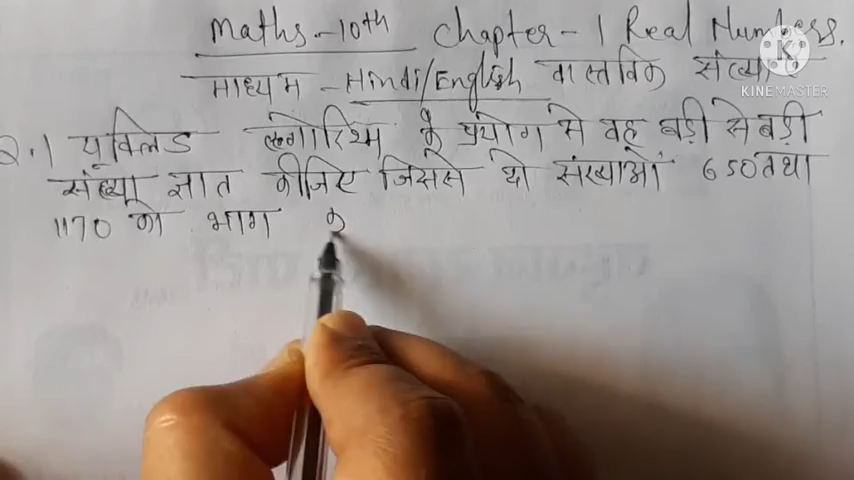 Maths.-10th Chapter-1 Real Numbers.
माध्यम - Hindi/English वास्तविक संख्या
KINEMASTER
Q.1 यूक्लिड एल्गोरिथ्म के प्रयोग से वह बड़ी से बड़ी
संख्या ज्ञात कीजिए जिससे दो संख्याओं 650 तथा
1170 को भाग